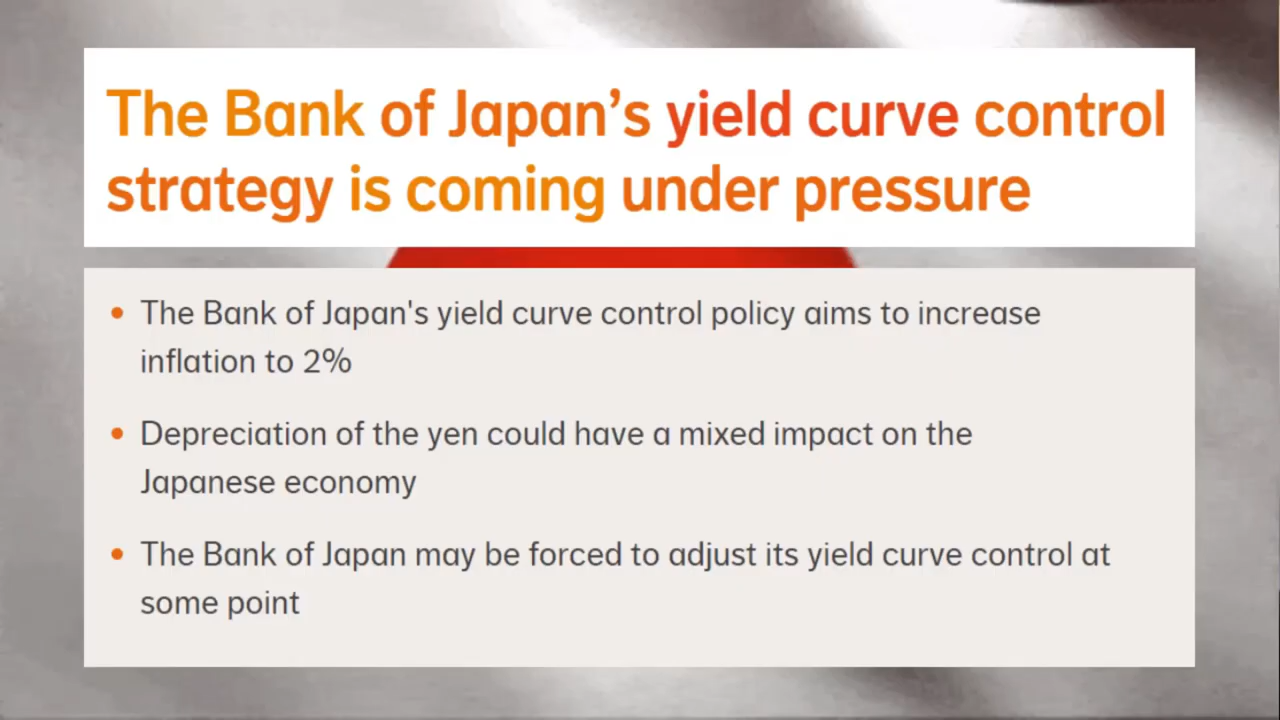 The Bank of Japan’s yield curve control
strategy is coming under pressure
• The Bank of Japan's yield curve control policy aims to increase
inflation to 2%
• Depreciation of the yen could have a mixed impact on the
Japanese economy
• The Bank of Japan may be forced to adjust its yield curve control at
some point